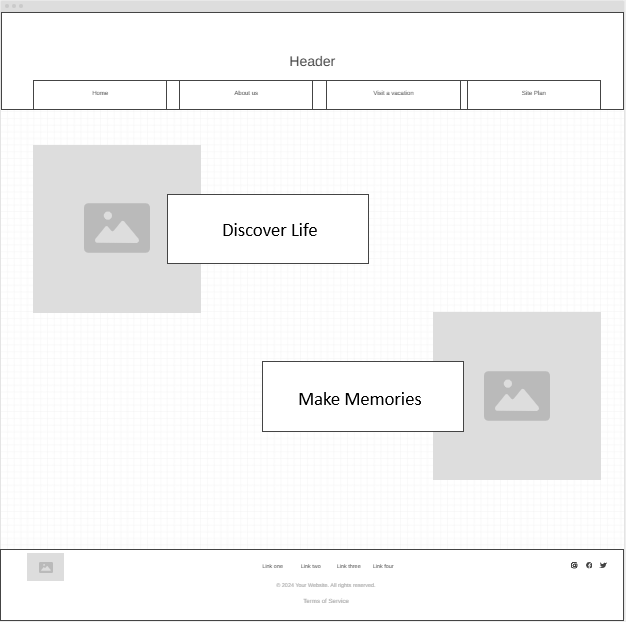 Header
Home
About us
Visit a vacation
Site Plan
Discover Life
Make Memories
Link one
Link two
Link three
Link four
© 2024 Your Website. All rights reserved.
Terms of Service